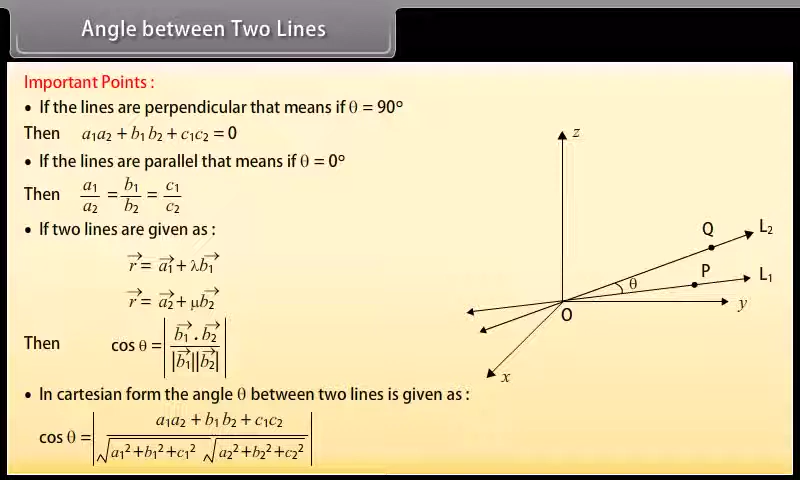 Angle between Two Lines
Important Points :
• If the lines are perpendicular that means if θ = 90°
Then a₁a₂ + b₁b₂ + c₁c₂ = 0
• If the lines are parallel that means if θ = 0°
Then a₁/a₂ = b₁/b₂ = c₁/c₂
• If two lines are given as :
r⃗ = a⃗₁ + λb⃗₁
r⃗ = a⃗₂ + μb⃗₂
Then cos θ = |b⃗₁ . b⃗₂ / |b⃗₁||b⃗₂||
• In cartesian form the angle θ between two lines is given as :
cos θ = |a₁a₂ + b₁b₂ + c₁c₂ / √(a₁² + b₁² + c₁²) √(a₂² + b₂² + c₂²)|
z
Q
L₂
P
L₁
θ
O
y
x